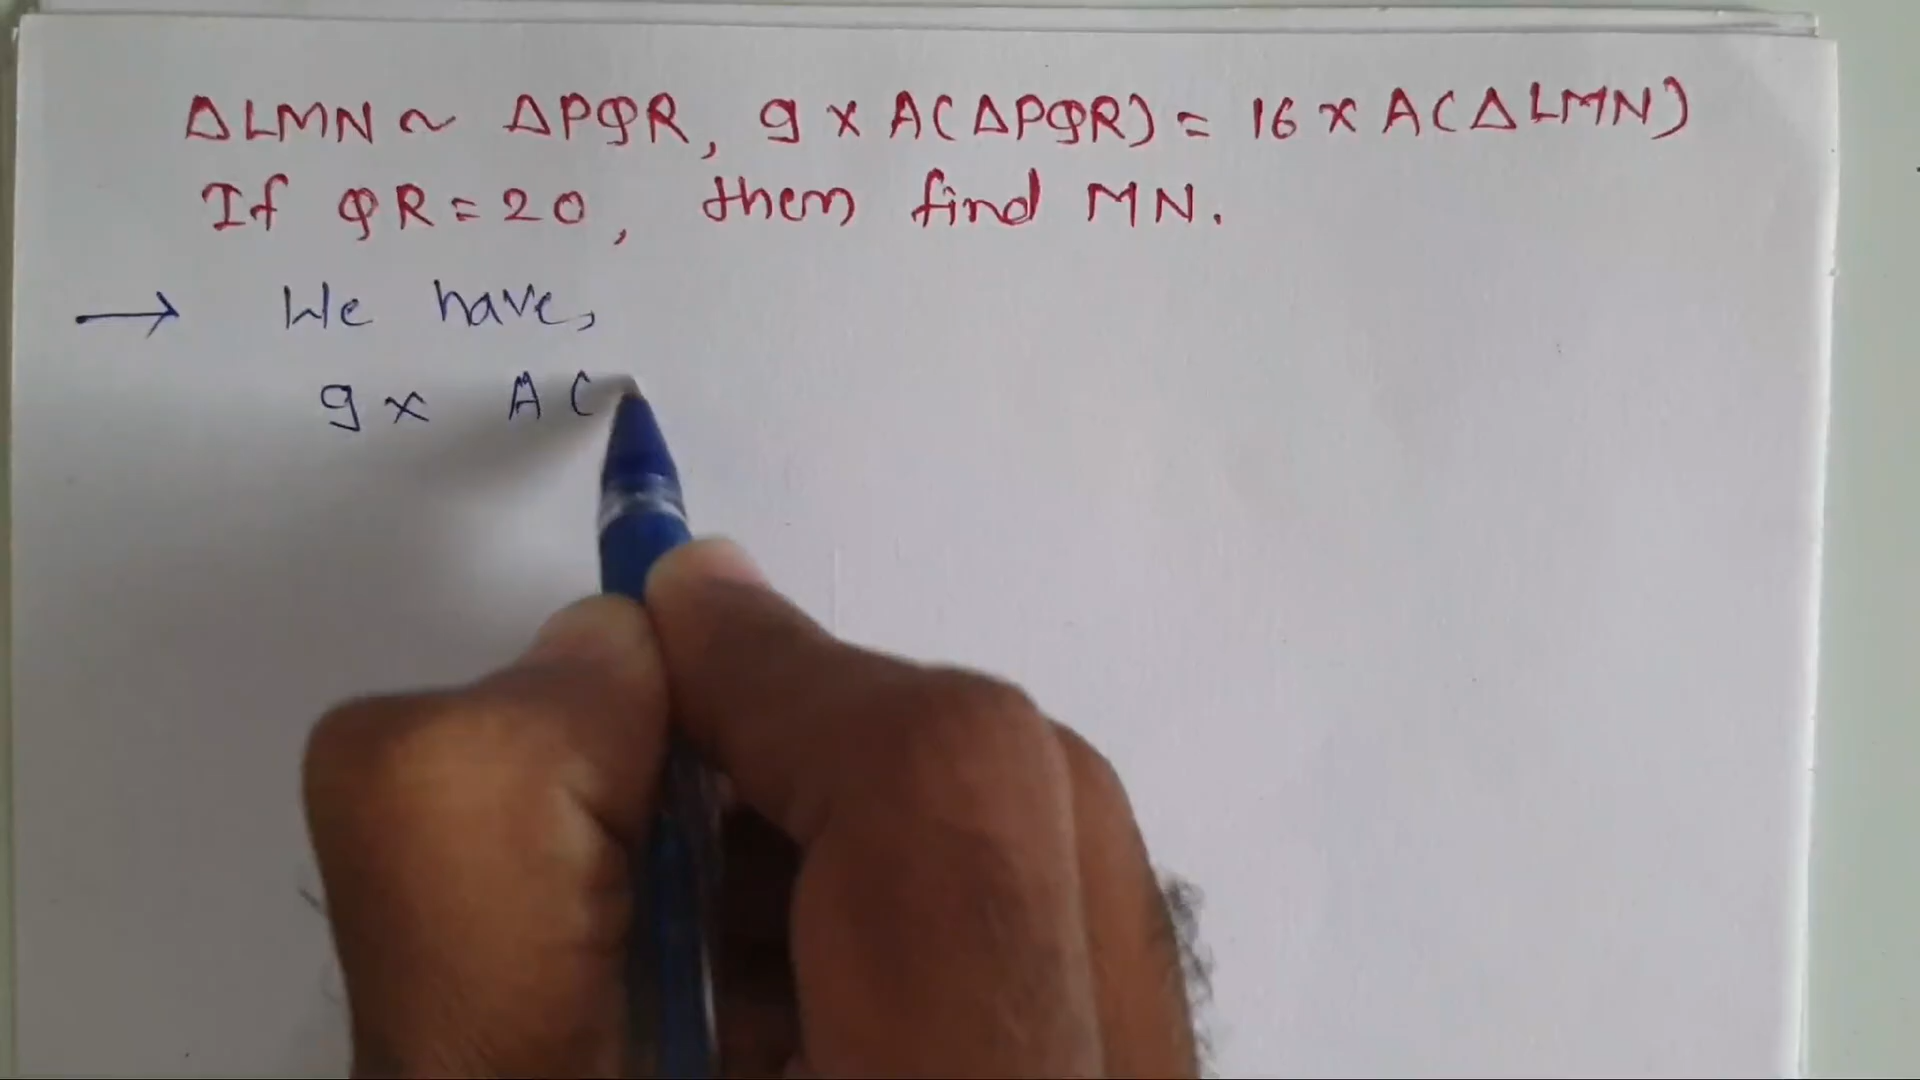 ΔLMN ~ ΔPQR, 9 x A(ΔPQR) = 16 x A(ΔLMN)
If QR = 20, then find MN.
→ We have,
9 x A(